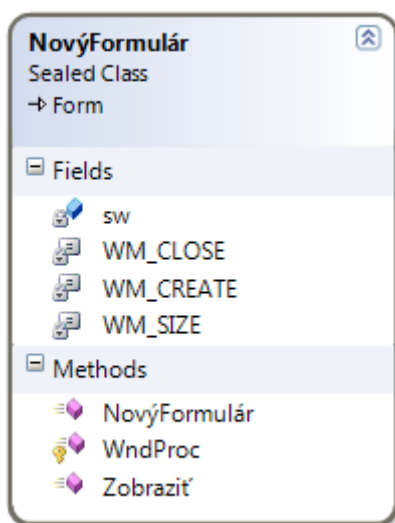 NovýFormulár
Sealed Class
Form
Fields
sw
WM_CLOSE
WM_CREATE
WM_SIZE
Methods
NovýFormulár
WndProc
Zobraziť